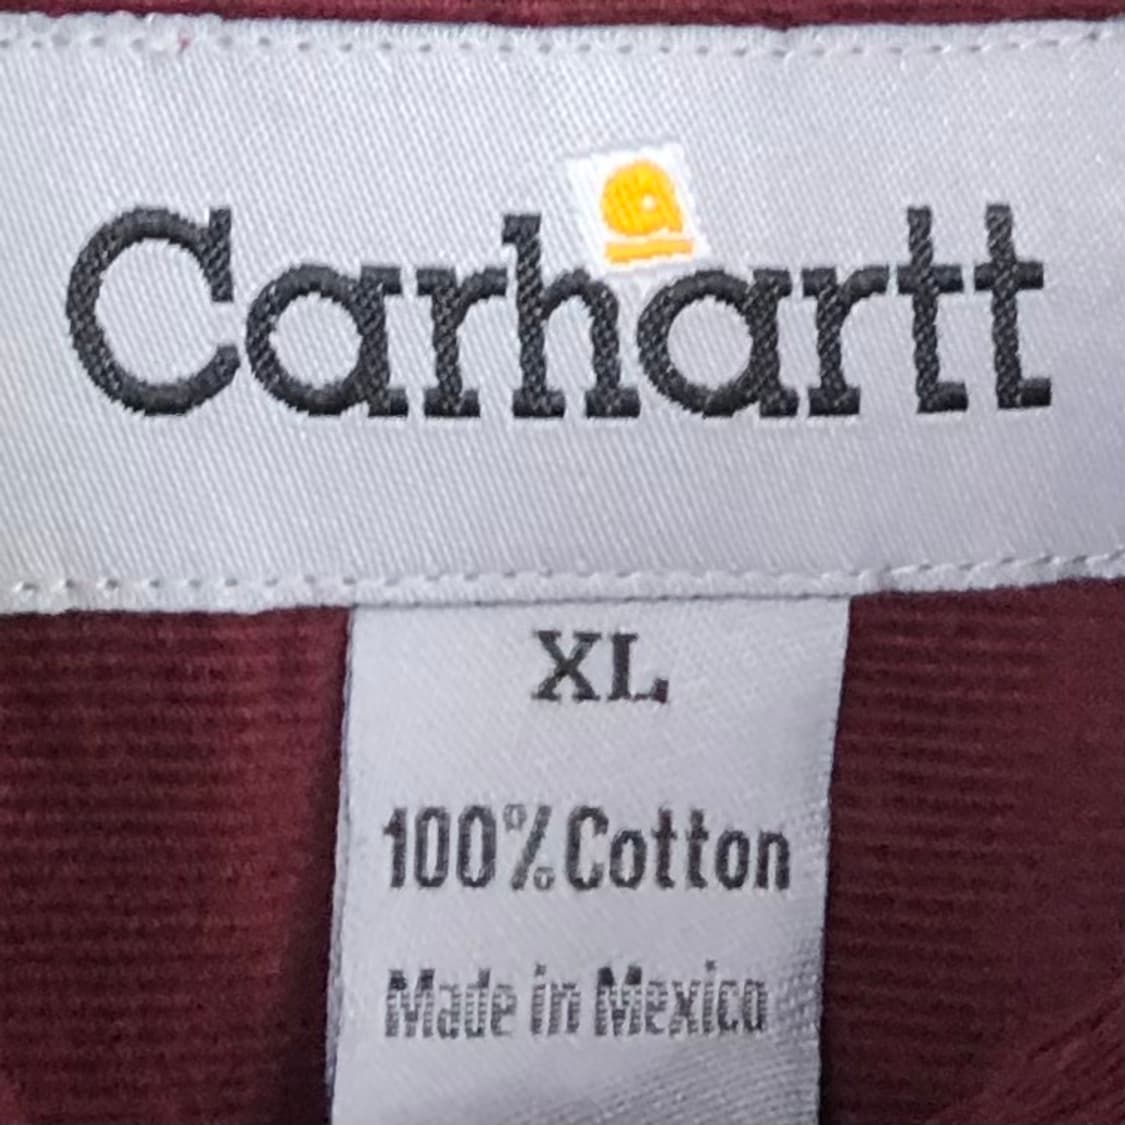 Carhartt
XL
100% Cotton
Made in Mexico